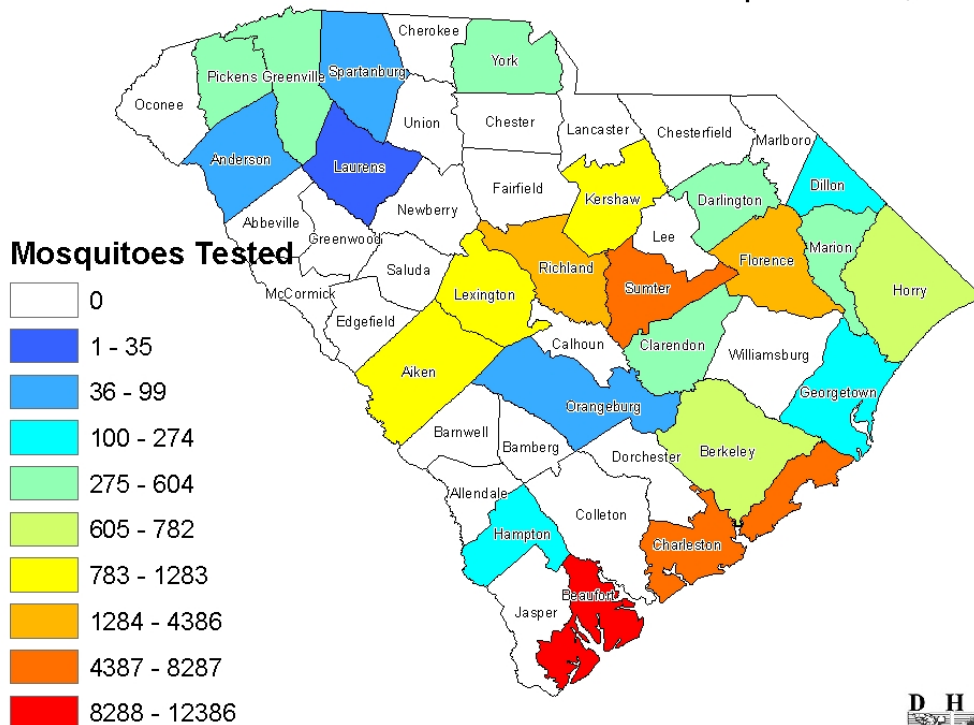 Cherokee
York
Pickens
Greenville
Spartanburg
Oconee
Union
Chester
Lancaster
Chesterfield
Marlboro
Anderson
Laurens
Dillon
Fairfield
Kershaw
Darlington
Abbeville
Newberry
Greenwood
Lee
Marion
Saluda
Richland
Florence
McCormick
Lexington
Sumter
Horry
Edgefield
Calhoun
Clarendon
Williamsburg
Aiken
Georgetown
Orangeburg
Barnwell
Bamberg
Dorchester
Berkeley
Allendale
Colleton
Hampton
Charleston
Beaufort
Jasper
Mosquitoes Tested
0
1 - 35
36 - 99
100 - 274
275 - 604
605 - 782
783 - 1283
1284 - 4386
4387 - 8287
8288 - 12386
D H